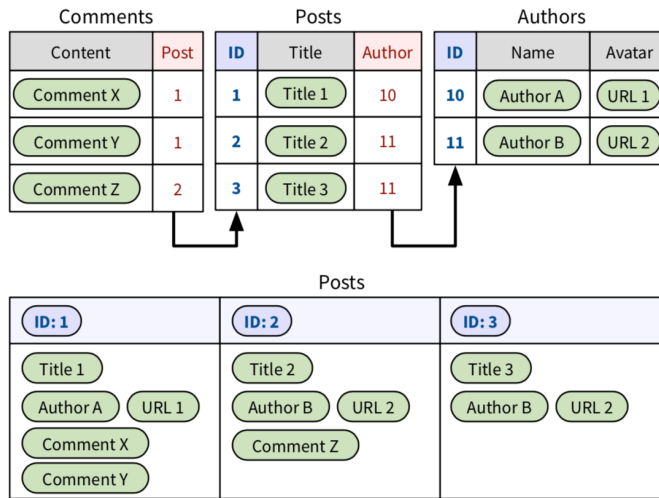 Comments Posts Authors
Content Post ID Title Author ID Name Avatar
Comment X 1 1 Title 1 10 10 Author A URL 1
Comment Y 1 2 Title 2 11 11 Author B URL 2
Comment Z 2 3 Title 3 11
Posts
ID: 1 ID: 2 ID: 3
Title 1 Title 2 Title 3
Author A URL 1 Author B URL 2 Author B URL 2
Comment X Comment Z
Comment Y